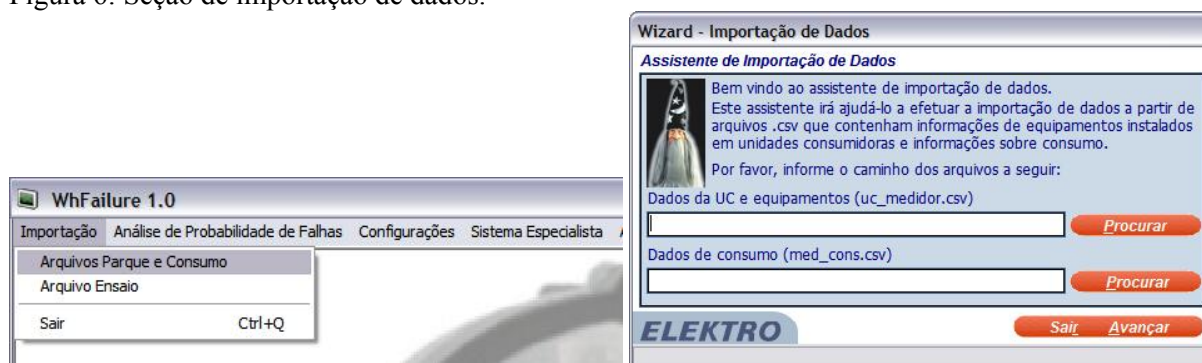 Figura 6: Seção de importação de dados.
WhFailure 1.0
Importação Análise de Probabilidade de Falhas Configurações Sistema Especialista
Arquivos Parque e Consumo
Arquivo Ensaio
Sair Ctrl+Q
Wizard - Importação de Dados
Assistente de Importação de Dados
Bem vindo ao assistente de importação de dados.
Este assistente irá ajudá-lo a efetuar a importação de dados a partir de
arquivos .csv que contenham informações de equipamentos instalados
em unidades consumidoras e informações sobre consumo.
Por favor, informe o caminho dos arquivos a seguir:
Dados da UC e equipamentos (uc_medidor.csv)
Procurar
Dados de consumo (med_cons.csv)
Procurar
ELEKTRO
Sair Avançar